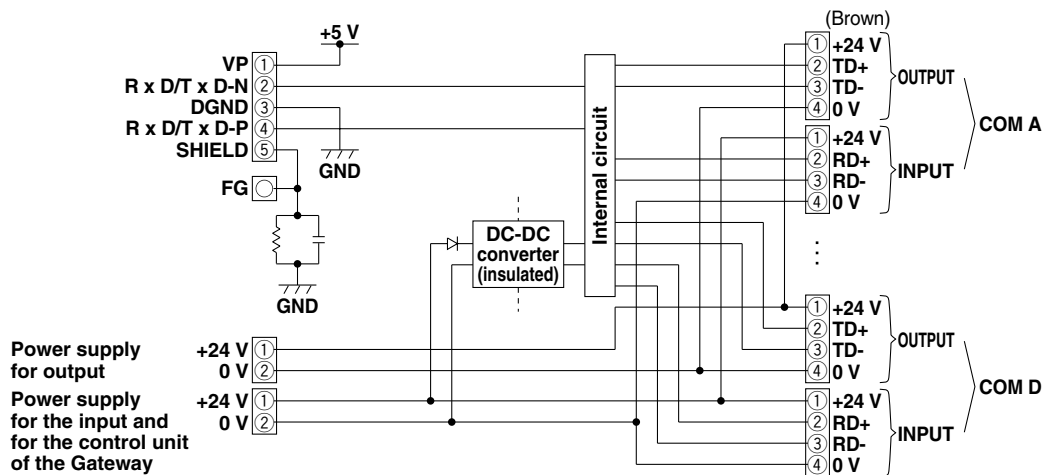 +5 V
VP ①
R x D/T x D-N ②
DGND ③
R x D/T x D-P ④
SHIELD ⑤
FG
GND
GND
DC-DC
converter
(insulated)
Internal circuit
(Brown)
① +24 V
② TD+
③ TD-
④ 0 V
OUTPUT
① +24 V
② RD+
③ RD-
④ 0 V
INPUT
COM A
① +24 V
② TD+
③ TD-
④ 0 V
OUTPUT
① +24 V
② RD+
③ RD-
④ 0 V
INPUT
COM D
Power supply
for output
+24 V ①
0 V ②
Power supply
for the input and
for the control unit
of the Gateway
+24 V ①
0 V ②